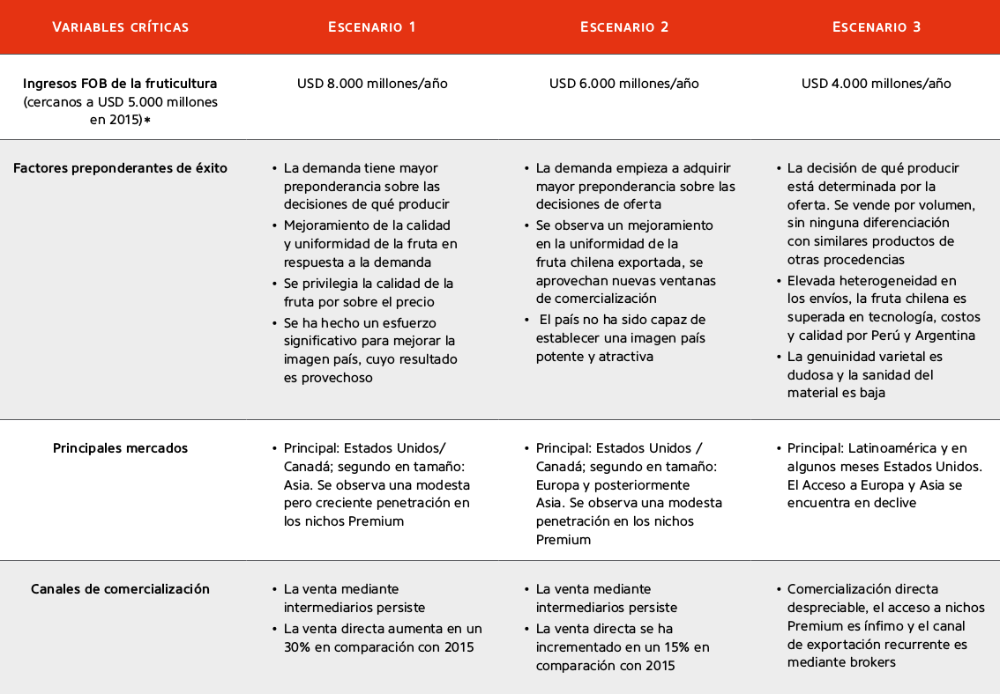 VARIABLES CRÍTICAS
ESCENARIO 1
ESCENARIO 2
ESCENARIO 3
Ingresos FOB de la fruticultura
(cercanos a USD 5.000 millones
en 2015)*
USD 8.000 millones/año
USD 6.000 millones/año
USD 4.000 millones/año
Factores preponderantes de éxito
• La demanda tiene mayor
preponderancia sobre las
decisiones de qué producir
• Mejoramiento de la calidad
y uniformidad de la fruta en
respuesta a la demanda
• Se privilegia la calidad de la
fruta por sobre el precio
• Se ha hecho un esfuerzo
significativo para mejorar la
imagen país, cuyo resultado
es provechoso
• La demanda empieza a adquirir
mayor preponderancia sobre las
decisiones de oferta
• Se observa un mejoramiento
en la uniformidad de la
fruta chilena exportada, se
aprovechan nuevas ventanas
de comercialización
• El país no ha sido capaz de
establecer una imagen país
potente y atractiva
• La decisión de qué producir
está determinada por la
oferta. Se vende por volumen,
sin ninguna diferenciación
con similares productos de
otras procedencias
• Elevada heterogeneidad en
los envíos, la fruta chilena es
superada en tecnología, costos
y calidad por Perú y Argentina
• La genuinidad varietal es
dudosa y la sanidad del
material es baja
Principales mercados
• Principal: Estados Unidos/
Canadá; segundo en tamaño:
Asia. Se observa una modesta
pero creciente penetración en
los nichos Premium
• Principal: Estados Unidos /
Canadá; segundo en tamaño:
Europa y posteriormente
Asia. Se observa una modesta
penetración en los nichos
Premium
• Principal: Latinoamérica y en
algunos meses Estados Unidos.
El Acceso a Europa y Asia se
encuentra en declive
Canales de comercialización
• La venta mediante
intermediarios persiste
• La venta directa aumenta en un
30% en comparación con 2015
• La venta mediante
intermediarios persiste
• La venta directa se ha
incrementado en un 15% en
comparación con 2015
• Comercialización directa
despreciable, el acceso a nichos
Premium es ínfimo y el canal
de exportación recurrente es
mediante brokers